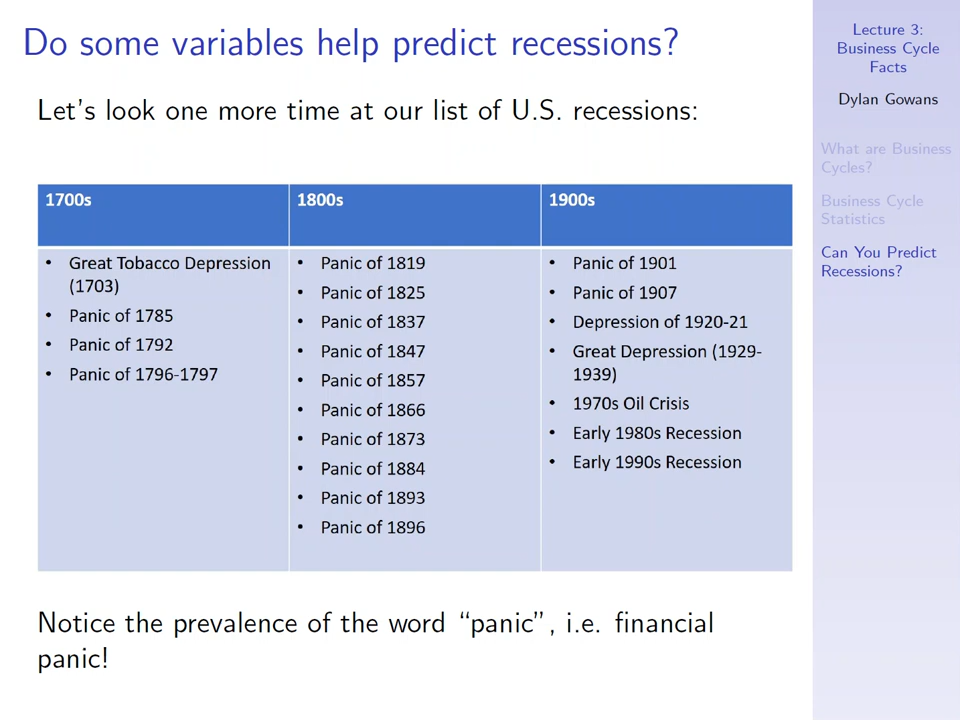 Do some variables help predict recessions?
Let's look one more time at our list of U.S. recessions:
1700s
• Great Tobacco Depression
(1703)
• Panic of 1785
• Panic of 1792
• Panic of 1796-1797
1800s
• Panic of 1819
• Panic of 1825
• Panic of 1837
• Panic of 1847
• Panic of 1857
• Panic of 1866
• Panic of 1873
• Panic of 1884
• Panic of 1893
• Panic of 1896
1900s
• Panic of 1901
• Panic of 1907
• Depression of 1920-21
• Great Depression (1929-
1939)
• 1970s Oil Crisis
• Early 1980s Recession
• Early 1990s Recession
Notice the prevalence of the word “panic”, i.e. financial
panic!
Lecture 3:
Business Cycle
Facts
Dylan Gowans
What are Business
Cycles?
Business Cycle
Statistics
Can You Predict
Recessions?